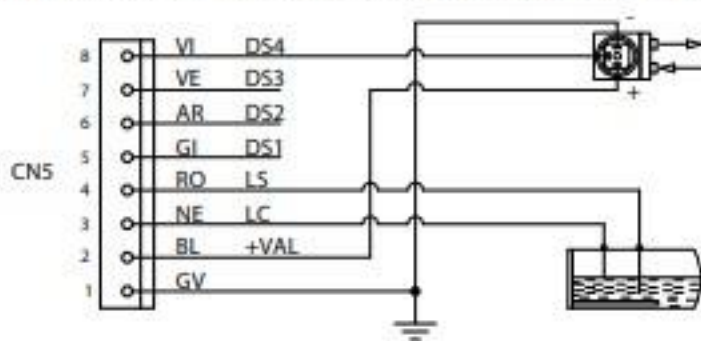 8 VI DS4
7 VE DS3
6 AR DS2
5 GI DS1
CN5
4 RO LS
3 NE LC
2 BL +VAL
1 GV
-
+